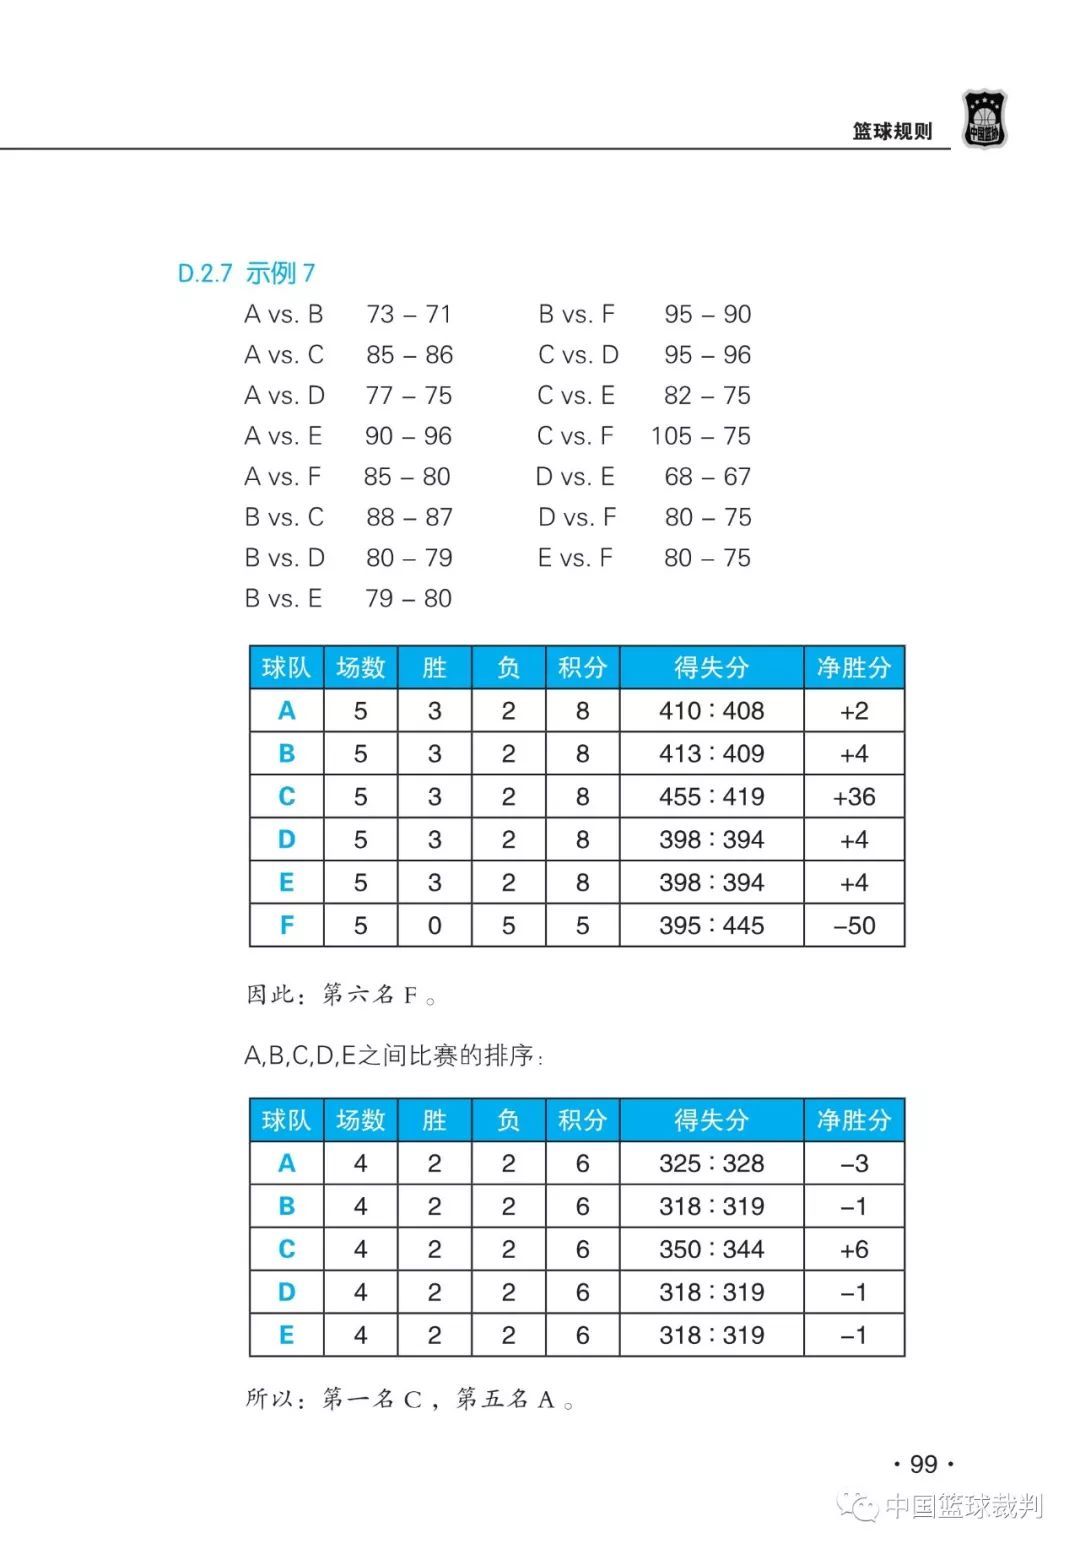 篮球规则
中国篮协
D.2.7 示例 7
A vs. B 73 – 71 B vs. F 95 – 90
A vs. C 85 – 86 C vs. D 95 – 96
A vs. D 77 – 75 C vs. E 82 – 75
A vs. E 90 – 96 C vs. F 105 – 75
A vs. F 85 – 80 D vs. E 68 – 67
B vs. C 88 – 87 D vs. F 80 – 75
B vs. D 80 – 79 E vs. F 80 – 75
B vs. E 79 – 80
球队 场数 胜 负 积分 得失分 净胜分
A 5 3 2 8 410：408 +2
B 5 3 2 8 413：409 +4
C 5 3 2 8 455：419 +36
D 5 3 2 8 398：394 +4
E 5 3 2 8 398：394 +4
F 5 0 5 5 395：445 −50
因此：第六名 F 。
A,B,C,D,E之间比赛的排序：
球队 场数 胜 负 积分 得失分 净胜分
A 4 2 2 6 325：328 −3
B 4 2 2 6 318：319 −1
C 4 2 2 6 350：344 +6
D 4 2 2 6 318：319 −1
E 4 2 2 6 318：319 −1
所以：第一名 C ，第五名 A 。
· 99 ·
中国篮球裁判